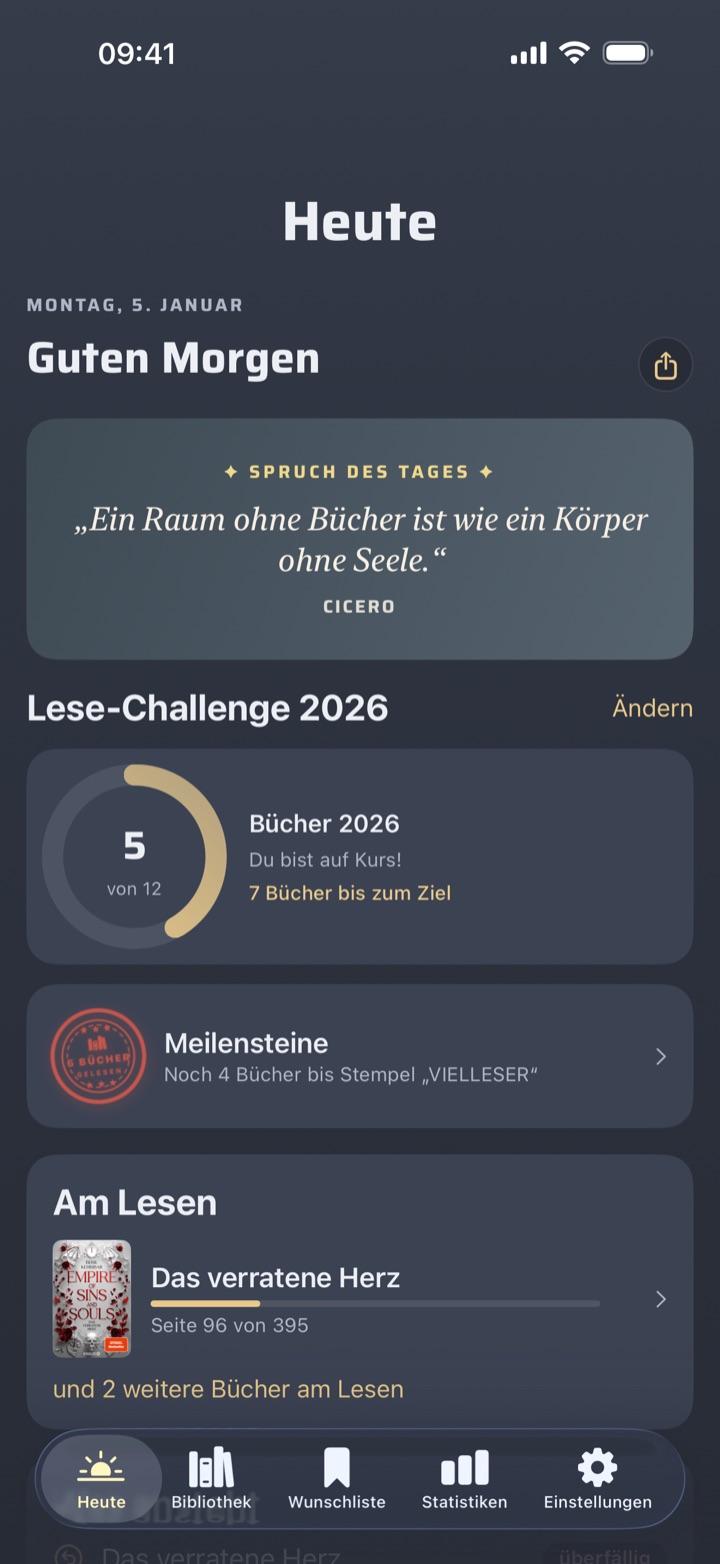 09:41
Heute
MONTAG, 5. JANUAR
Guten Morgen
✦ SPRUCH DES TAGES ✦
„Ein Raum ohne Bücher ist wie ein Körper
ohne Seele.“
CICERO
Lese-Challenge 2026
Ändern
5
von 12
Bücher 2026
Du bist auf Kurs!
7 Bücher bis zum Ziel
BÜCHER
GELESEN
Meilensteine
Noch 4 Bücher bis Stempel „VIELLESER“
Am Lesen
EMPIRE
OF
SINS
AND
SOULS
Das verratene Herz
Seite 96 von 395
und 2 weitere Bücher am Lesen
Heute
Bibliothek
Wunschliste
Statistiken
Einstellungen
Das verratene Herz
überfällig